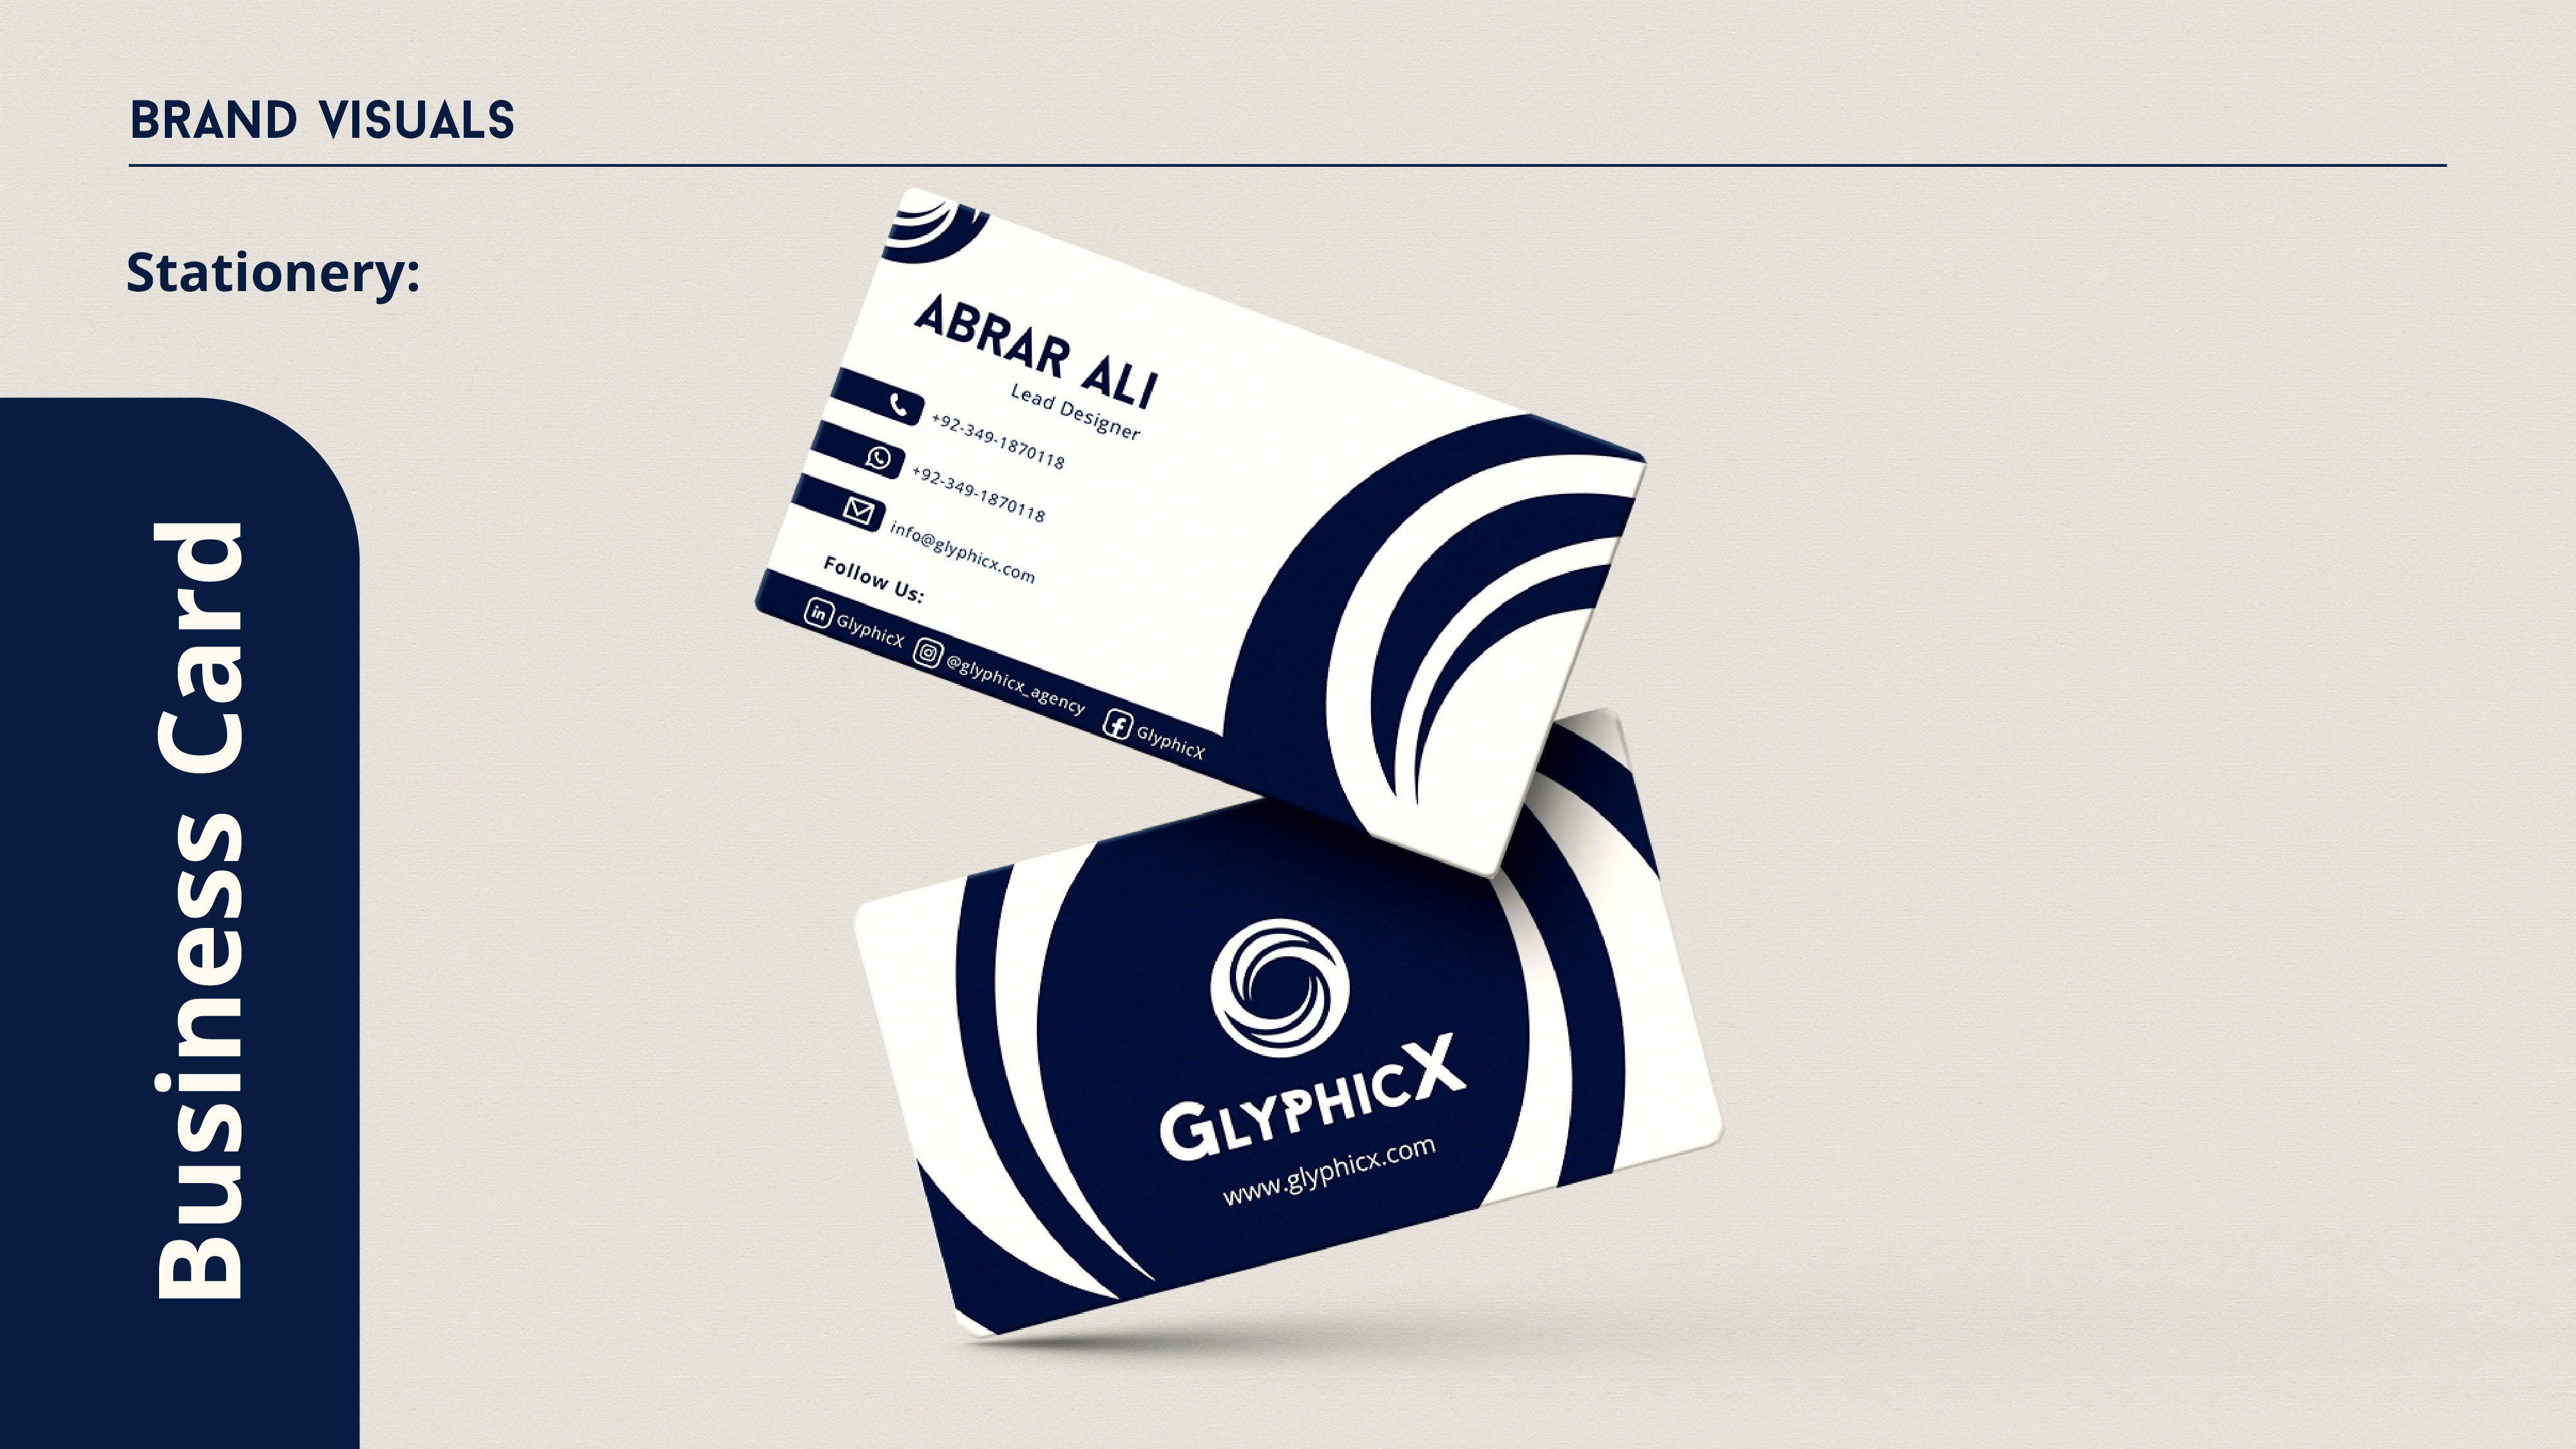 BRAND VISUALS
Stationery:
Business Card
ABRAR ALI
Lead Designer
+92-349-1870118
+92-349-1870118
info@glyphicx.com
Follow Us:
in GlyphicX @glyphicx_agency f GlyphicX
GLYPHICX
www.glyphicx.com